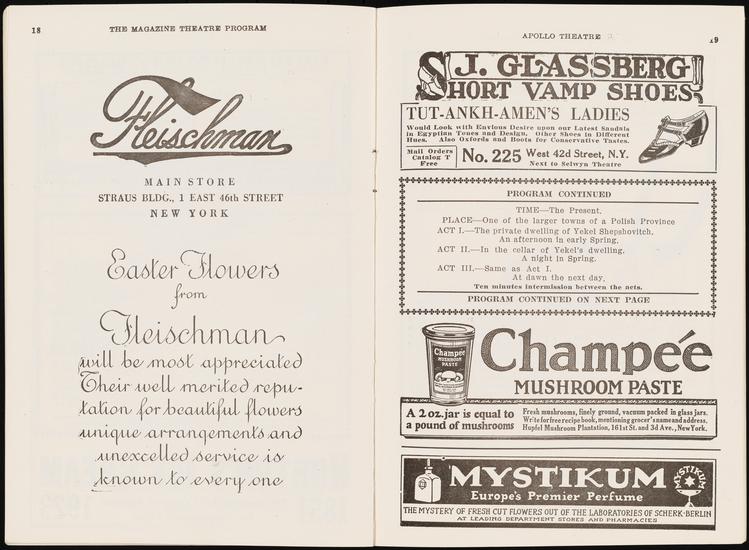 18
THE MAGAZINE THEATRE PROGRAM
Fleischman
MAIN STORE
STRAUS BLDG., 1 EAST 46th STREET
NEW YORK
Easter Flowers
from
Fleischman
will be most appreciated
Their well merited repu-
tation for beautiful flowers
unique arrangements and
unexcelled service is
known to every one
APOLLO THEATRE
19
J. GLASSBERG
SHORT VAMP SHOES
TUT-ANKH-AMEN'S LADIES
Would Look with Envious Desire upon our Latest Sandals
in Egyptian Tones and Design. Other Shoes in Different
Hues. Also Oxfords and Boots for Conservative Tastes.
Mail Orders
Catalog T
Free
No. 225 West 42d Street, N.Y.
Next to Selwyn Theatre
PROGRAM CONTINUED
TIME—The Present.
PLACE—One of the larger towns of a Polish Province
ACT I.—The private dwelling of Yekel Shepshovitch.
An afternoon in early Spring.
ACT II.—In the cellar of Yekel's dwelling.
A night in Spring.
ACT III.—Same as Act I.
At dawn the next day.
Ten minutes intermission between the acts.
PROGRAM CONTINUED ON NEXT PAGE
Champeé
MUSHROOM
PASTE
Champeé
MUSHROOM PASTE
A 2 oz. jar is equal to
a pound of mushrooms
Fresh mushrooms, finely ground, vacuum packed in glass jars.
Write for free recipe book, mentioning grocer's name and address.
Hupfel Mushroom Plantation, 161st St. and 3d Ave., New York.
MYSTIKUM
Europe's Premier Perfume
MYSTIKUM
THE MYSTERY OF FRESH CUT FLOWERS OUT OF THE LABORATORIES OF SCHERK-BERLIN
AT LEADING DEPARTMENT STORES AND PHARMACIES